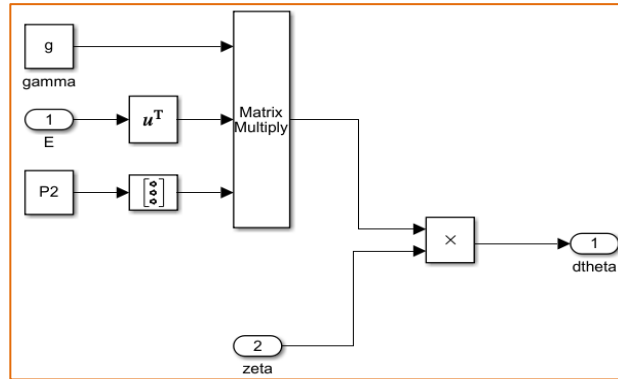 g
gamma
1
E
u^T
P2
Matrix
Multiply
×
1
dtheta
2
zeta